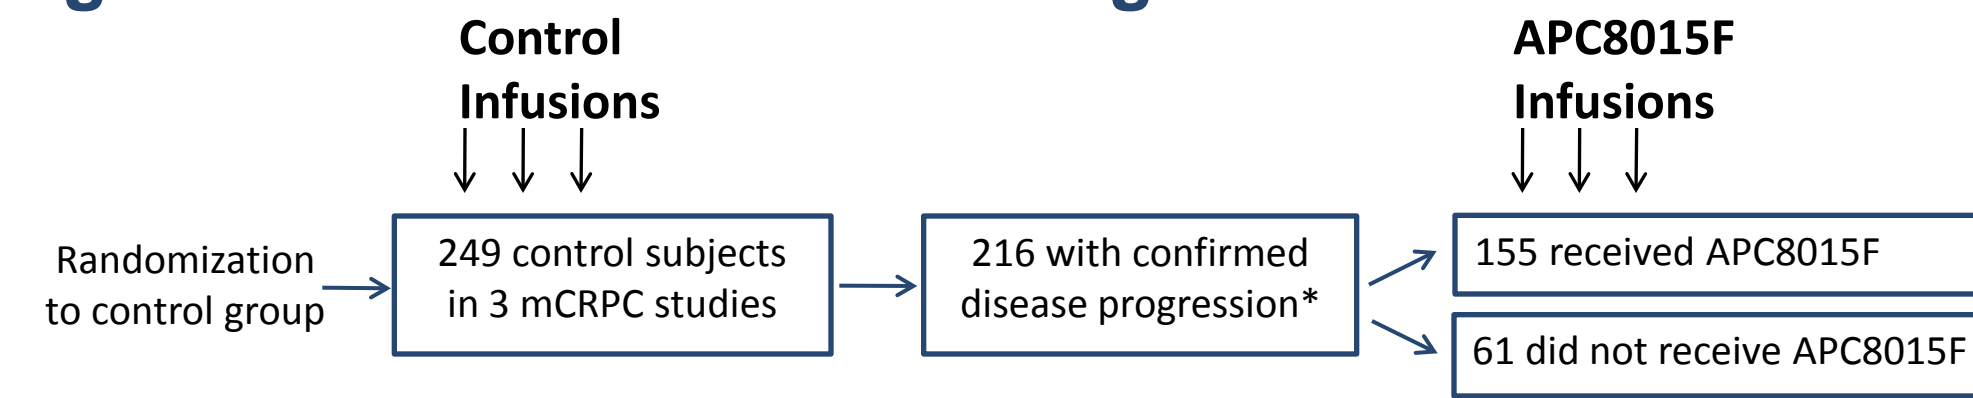 Control
Infusions
APC8015F
Infusions
Randomization
to control group
249 control subjects
in 3 mCRPC studies
216 with confirmed
disease progression*
155 received APC8015F
61 did not receive APC8015F